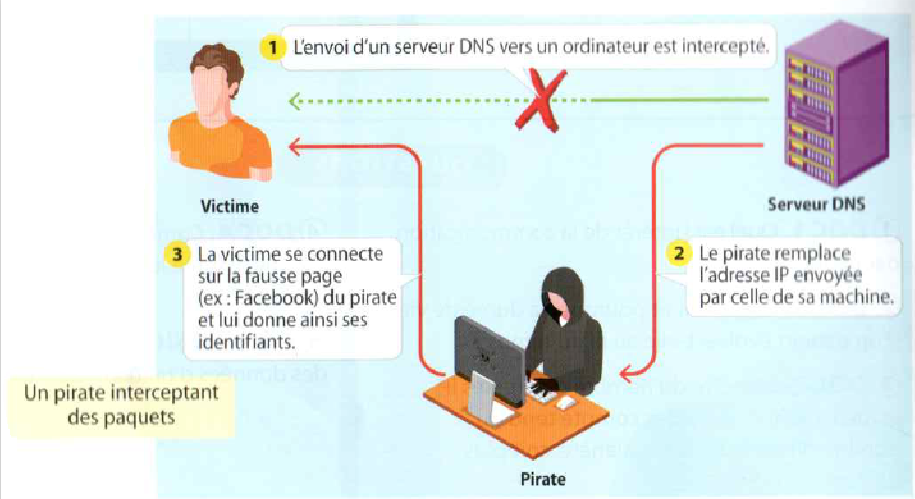 1 L'envoi d'un serveur DNS vers un ordinateur est intercepté.
Victime
Serveur DNS
2 Le pirate remplace
l'adresse IP envoyée
par celle de sa machine.
3 La victime se connecte
sur la fausse page
(ex : Facebook) du pirate
et lui donne ainsi ses
identifiants.
Un pirate interceptant
des paquets
Pirate